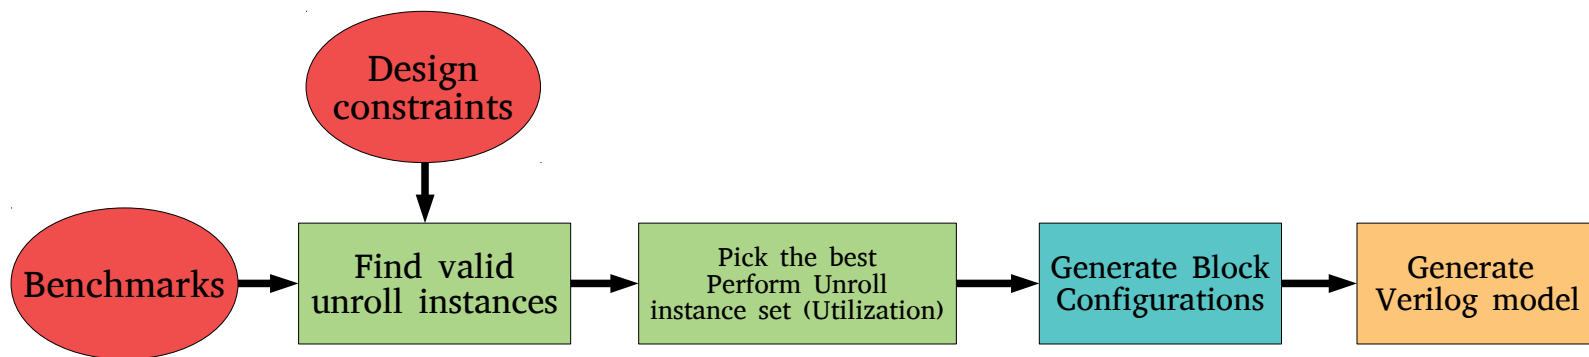 Design
constraints
Benchmarks
Find valid
unroll instances
Pick the best
Perform Unroll
instance set (Utilization)
Generate Block
Configurations
Generate
Verilog model